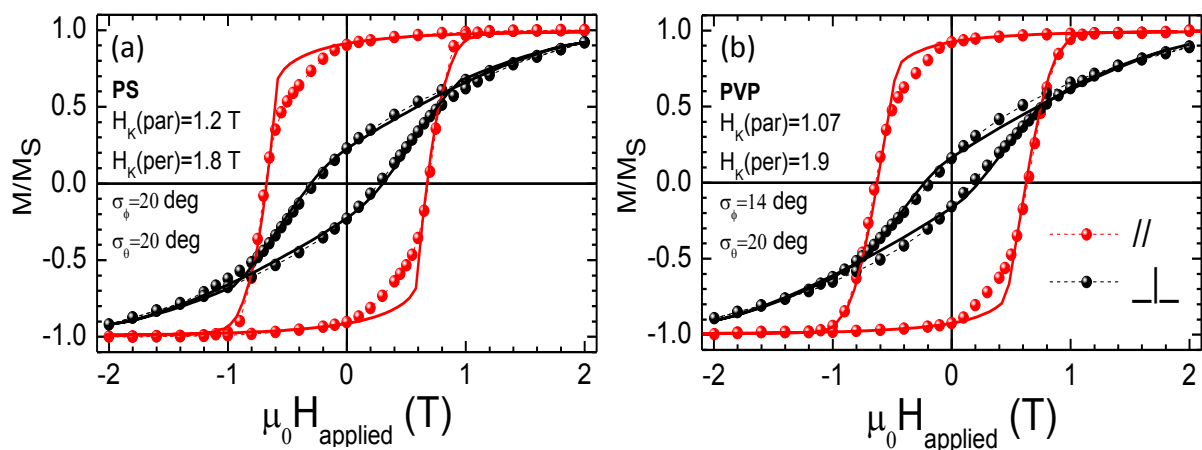 (a)
PS
H_K(par)=1.2 T
H_K(per)=1.8 T
σ_ϕ=20 deg
σ_θ=20 deg
M/M_S
1.0
0.5
0.0
-0.5
-1.0
-2 -1 0 1 2
μ_0H_applied (T)
(b)
PVP
H_K(par)=1.07
H_K(per)=1.9
σ_ϕ=14 deg
σ_θ=20 deg
//
_|_
M/M_S
1.0
0.5
0.0
-0.5
-1.0
-2 -1 0 1 2
μ_0H_applied (T)